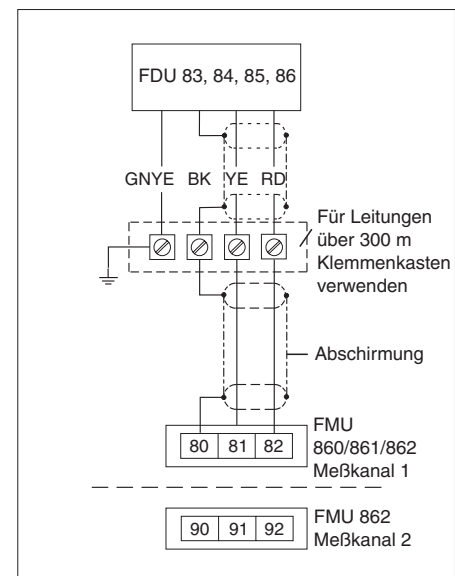 FDU 83, 84, 85, 86
GNYE BK YE RD
Für Leitungen
über 300 m
Klemmenkasten
verwenden
Abschirmung
80 81 82
FMU
860/861/862
Meßkanal 1
90 91 92
FMU 862
Meßkanal 2